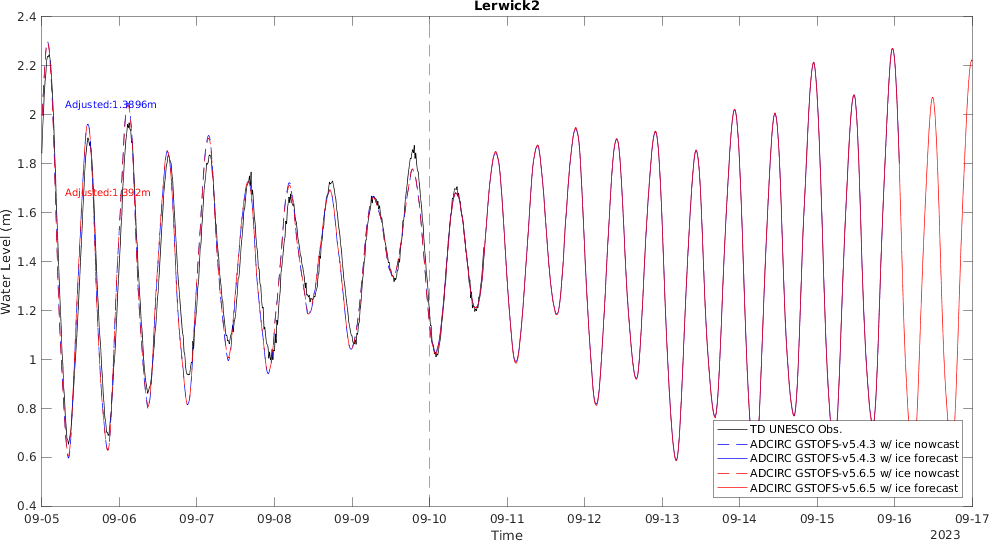 Lerwick2
2.4
2.2
2
1.8
1.6
1.4
1.2
1
0.8
0.6
0.4
Water Level (m)
Adjusted:1.3896m
Adjusted:1.392m
TD UNESCO Obs.
ADCIRC GSTOFS-v5.4.3 w/ ice nowcast
ADCIRC GSTOFS-v5.4.3 w/ ice forecast
ADCIRC GSTOFS-v5.6.5 w/ ice nowcast
ADCIRC GSTOFS-v5.6.5 w/ ice forecast
09-05 09-06 09-07 09-08 09-09 09-10 09-11 09-12 09-13 09-14 09-15 09-16 09-17
Time
2023